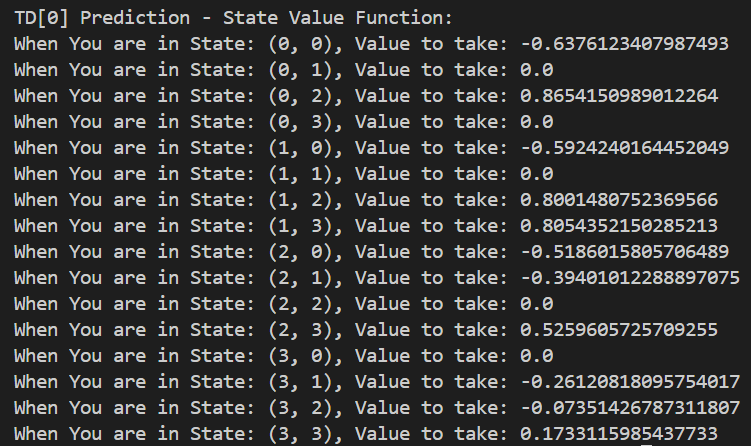 TD[0] Prediction - State Value Function:
When You are in State: (0, 0), Value to take: -0.6376123407987493
When You are in State: (0, 1), Value to take: 0.0
When You are in State: (0, 2), Value to take: 0.8654150989012264
When You are in State: (0, 3), Value to take: 0.0
When You are in State: (1, 0), Value to take: -0.5924240164452049
When You are in State: (1, 1), Value to take: 0.0
When You are in State: (1, 2), Value to take: 0.8001480752369566
When You are in State: (1, 3), Value to take: 0.8054352150285213
When You are in State: (2, 0), Value to take: -0.5186015805706489
When You are in State: (2, 1), Value to take: -0.39401012288897075
When You are in State: (2, 2), Value to take: 0.0
When You are in State: (2, 3), Value to take: 0.5259605725709255
When You are in State: (3, 0), Value to take: 0.0
When You are in State: (3, 1), Value to take: -0.26120818095754017
When You are in State: (3, 2), Value to take: -0.07351426787311807
When You are in State: (3, 3), Value to take: 0.1733115985437733